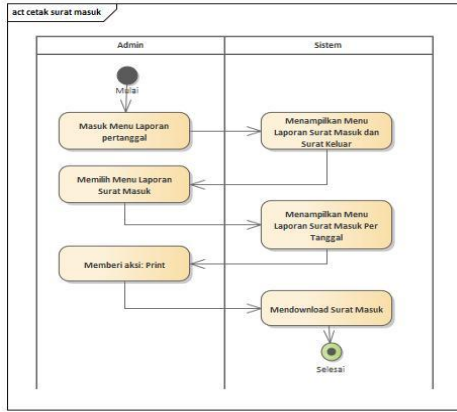 act cetak surat masuk
Admin
Sistem
Mulai
Masuk Menu Laporan
pertanggal
Menampilkan Menu
Laporan Surat Masuk dan
Surat Keluar
Memilih Menu Laporan
Surat Masuk
Menampilkan Menu
Laporan Surat Masuk Per
Tanggal
Memberi aksi: Print
Mendownload Surat Masuk
Selesai